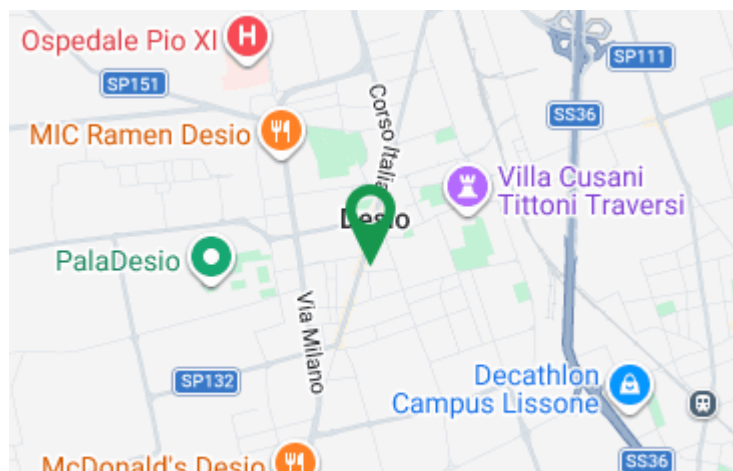 Ospedale Pio XI
H
SP111
SP151
SS36
MIC Ramen Desio
Corso Italia
Villa Cusani
Tittoni Traversi
Desio
PalaDesio
Via Milano
SP132
Decathlon
Campus Lissone
McDonald's Desio
SS36